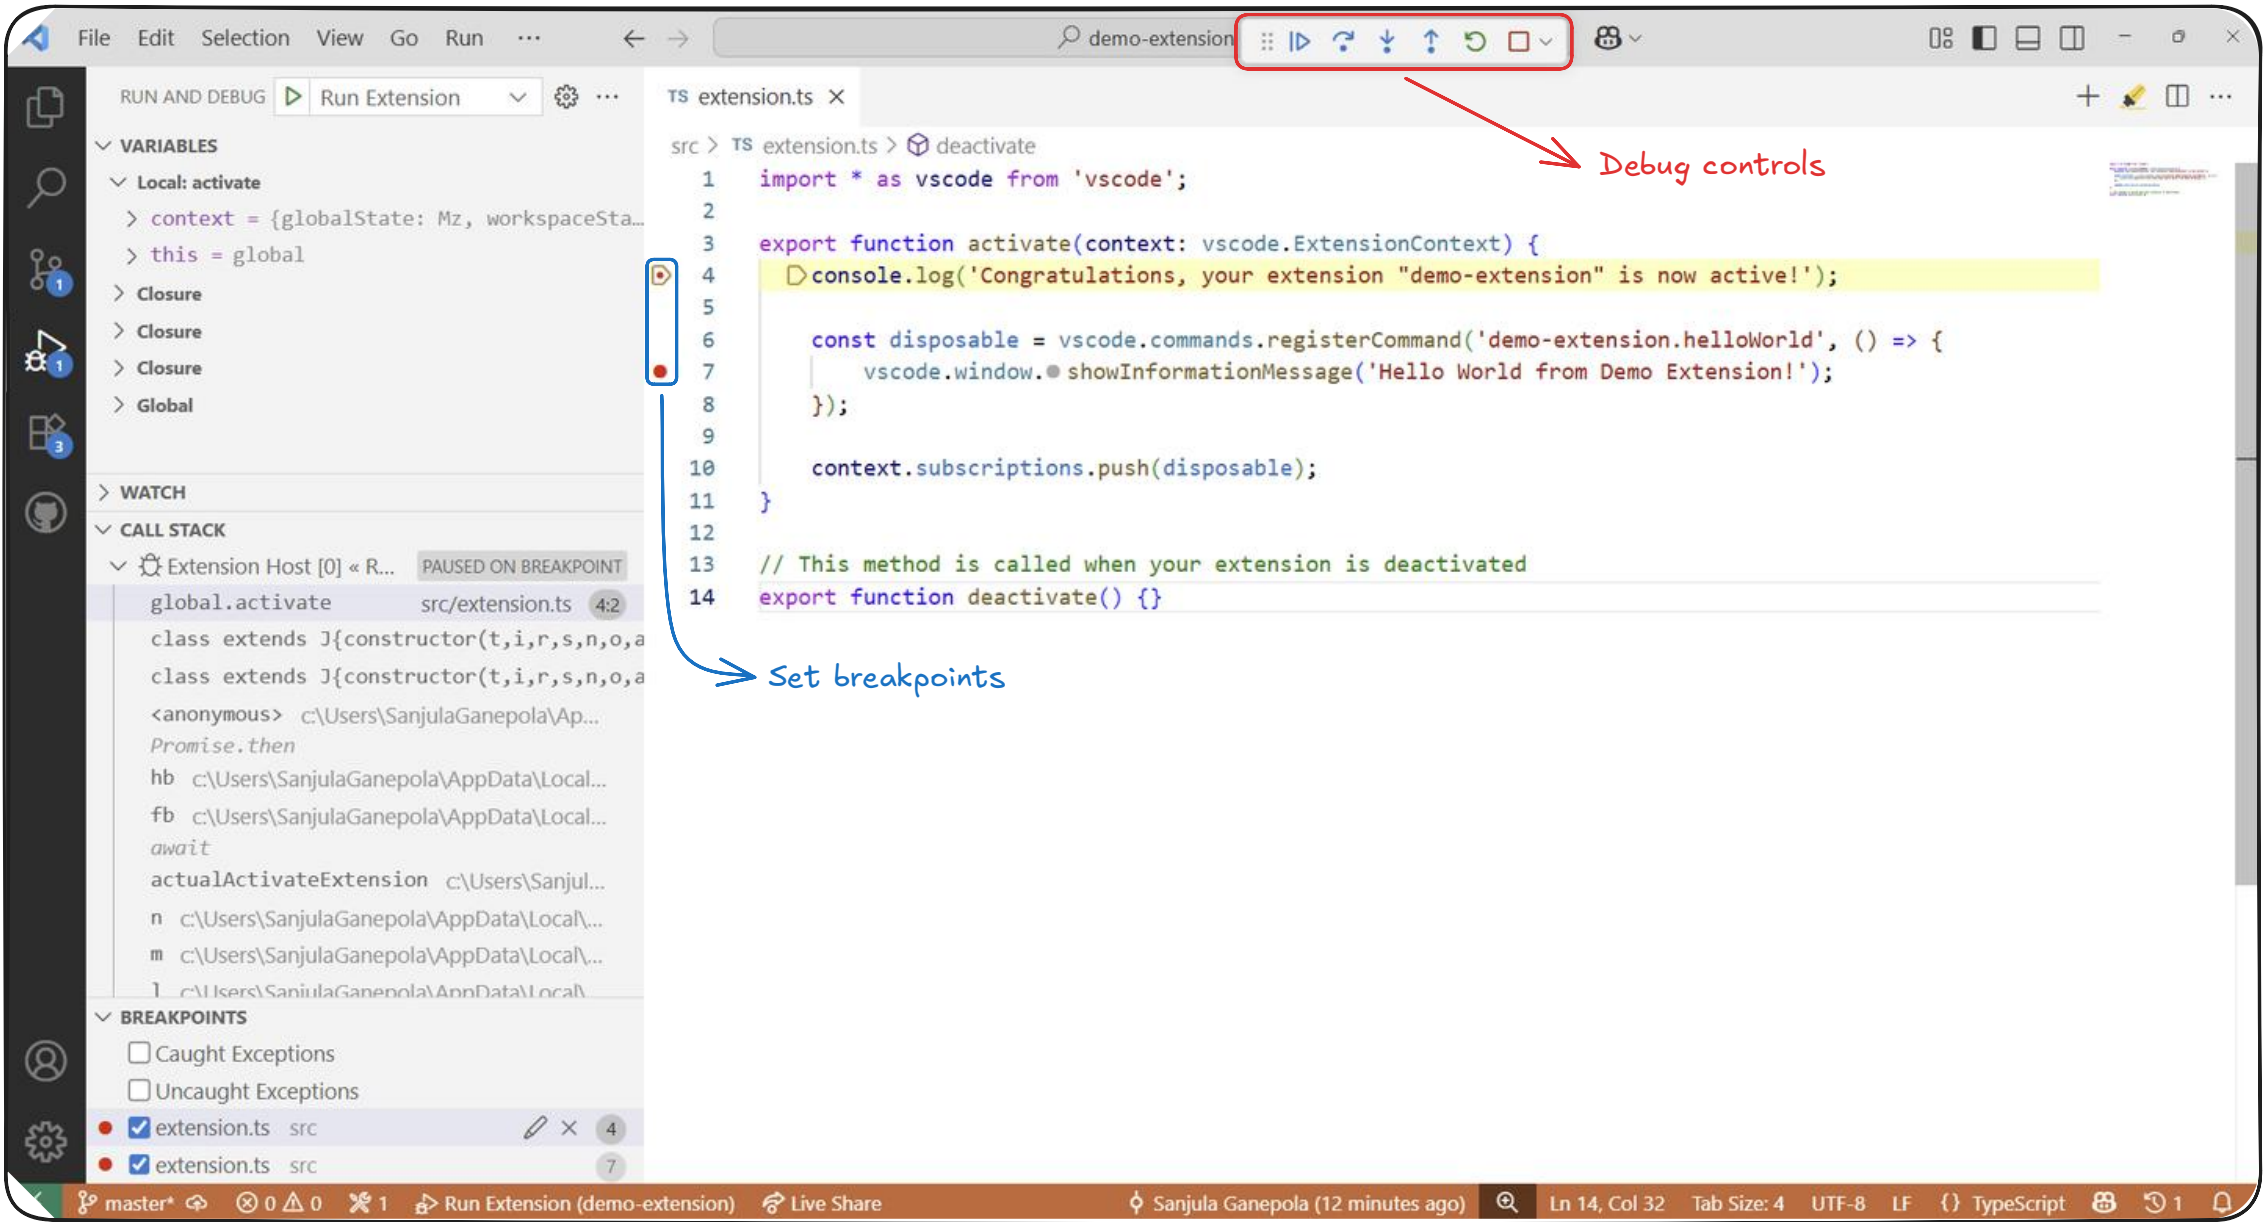 File Edit Selection View Go Run ···
demo-extension
Debug controls
RUN AND DEBUG Run Extension ···
VARIABLES
Local: activate
context = {globalState: Mz, workspaceSta...
this = global
Closure
Closure
Closure
Global
WATCH
CALL STACK
Extension Host [0] « R... PAUSED ON BREAKPOINT
global.activate src/extension.ts 4:2
class extends J{constructor(t,i,r,s,n,o,a
class extends J{constructor(t,i,r,s,n,o,a
<anonymous> c:\Users\SanjulaGanepola\Ap...
Promise.then
hb c:\Users\SanjulaGanepola\AppData\Local...
fb c:\Users\SanjulaGanepola\AppData\Local...
await
actualActivateExtension c:\Users\Sanjul...
n c:\Users\SanjulaGanepola\AppData\Local\...
m c:\Users\SanjulaGanepola\AppData\Local\...
l c:\Users\SanjulaGanepola\AppData\Local\
BREAKPOINTS
Caught Exceptions
Uncaught Exceptions
extension.ts src 4
extension.ts src 7
1
1
3
TS extension.ts
src > TS extension.ts > deactivate
1 import * as vscode from 'vscode';
2
3 export function activate(context: vscode.ExtensionContext) {
4 console.log('Congratulations, your extension "demo-extension" is now active!');
5
6 const disposable = vscode.commands.registerCommand('demo-extension.helloWorld', () => {
7 vscode.window.showInformationMessage('Hello World from Demo Extension!');
8 });
9
10 context.subscriptions.push(disposable);
11 }
12
13 // This method is called when your extension is deactivated
14 export function deactivate() {}
Set breakpoints
master* 0 0 1 Run Extension (demo-extension) Live Share Sanjula Ganepola (12 minutes ago) Ln 14, Col 32 Tab Size: 4 UTF-8 LF {} TypeScript 1